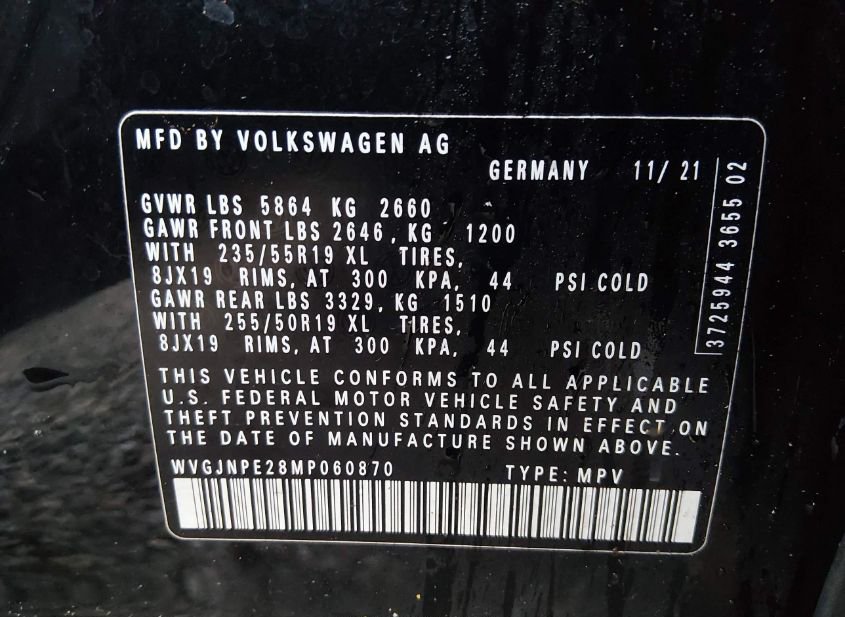 MFD BY VOLKSWAGEN AG
GERMANY 11/ 21
GVWR LBS 5864 KG 2660
GAWR FRONT LBS 2646, KG 1200
WITH 235/55R19 XL TIRES,
8JX19 RIMS, AT 300 KPA, 44 PSI COLD
GAWR REAR LBS 3329, KG 1510
WITH 255/50R19 XL TIRES,
8JX19 RIMS, AT 300 KPA, 44 PSI COLD
THIS VEHICLE CONFORMS TO ALL APPLICABLE
U.S. FEDERAL MOTOR VEHICLE SAFETY AND
THEFT PREVENTION STANDARDS IN EFFECT ON
THE DATE OF MANUFACTURE SHOWN ABOVE.
WVGJNPE28MP060870 TYPE: MPV
3725944 3655 02